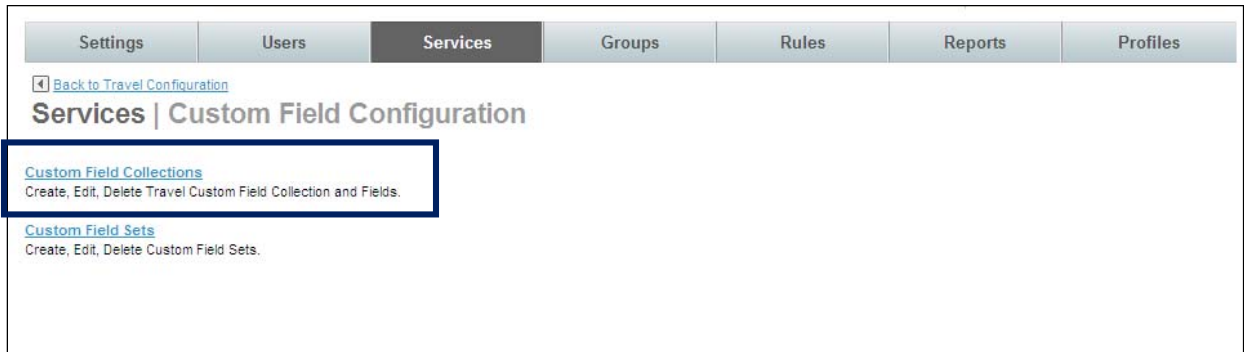 Settings Users Services Groups Rules Reports Profiles
Back to Travel Configuration
Services | Custom Field Configuration
Custom Field Collections
Create, Edit, Delete Travel Custom Field Collection and Fields.
Custom Field Sets
Create, Edit, Delete Custom Field Sets.